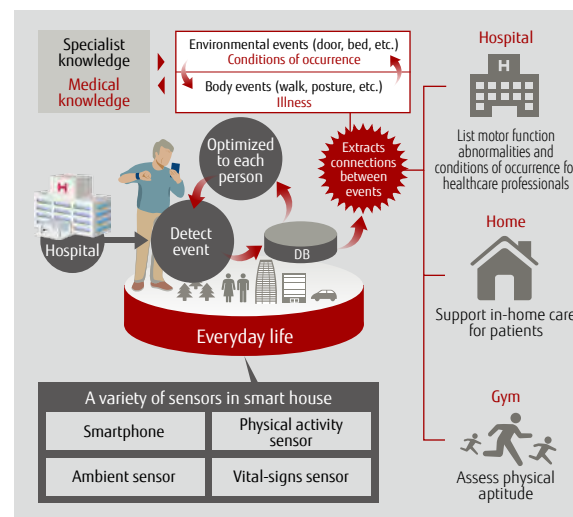 Specialist
knowledge
Medical
knowledge
Environmental events (door, bed, etc.)
Conditions of occurrence
Body events (walk, posture, etc.)
Illness
Optimized
to each
person
Extracts
connections
between
events
H
Hospital
Detect
event
DB
Everyday life
A variety of sensors in smart house
Smartphone
Physical activity
sensor
Ambient sensor
Vital-signs sensor
Hospital
H
List motor function
abnormalities and
conditions of occurrence fo
healthcare professionals
Home
Support in-home care
for patients
Gym
Assess physical
aptitude